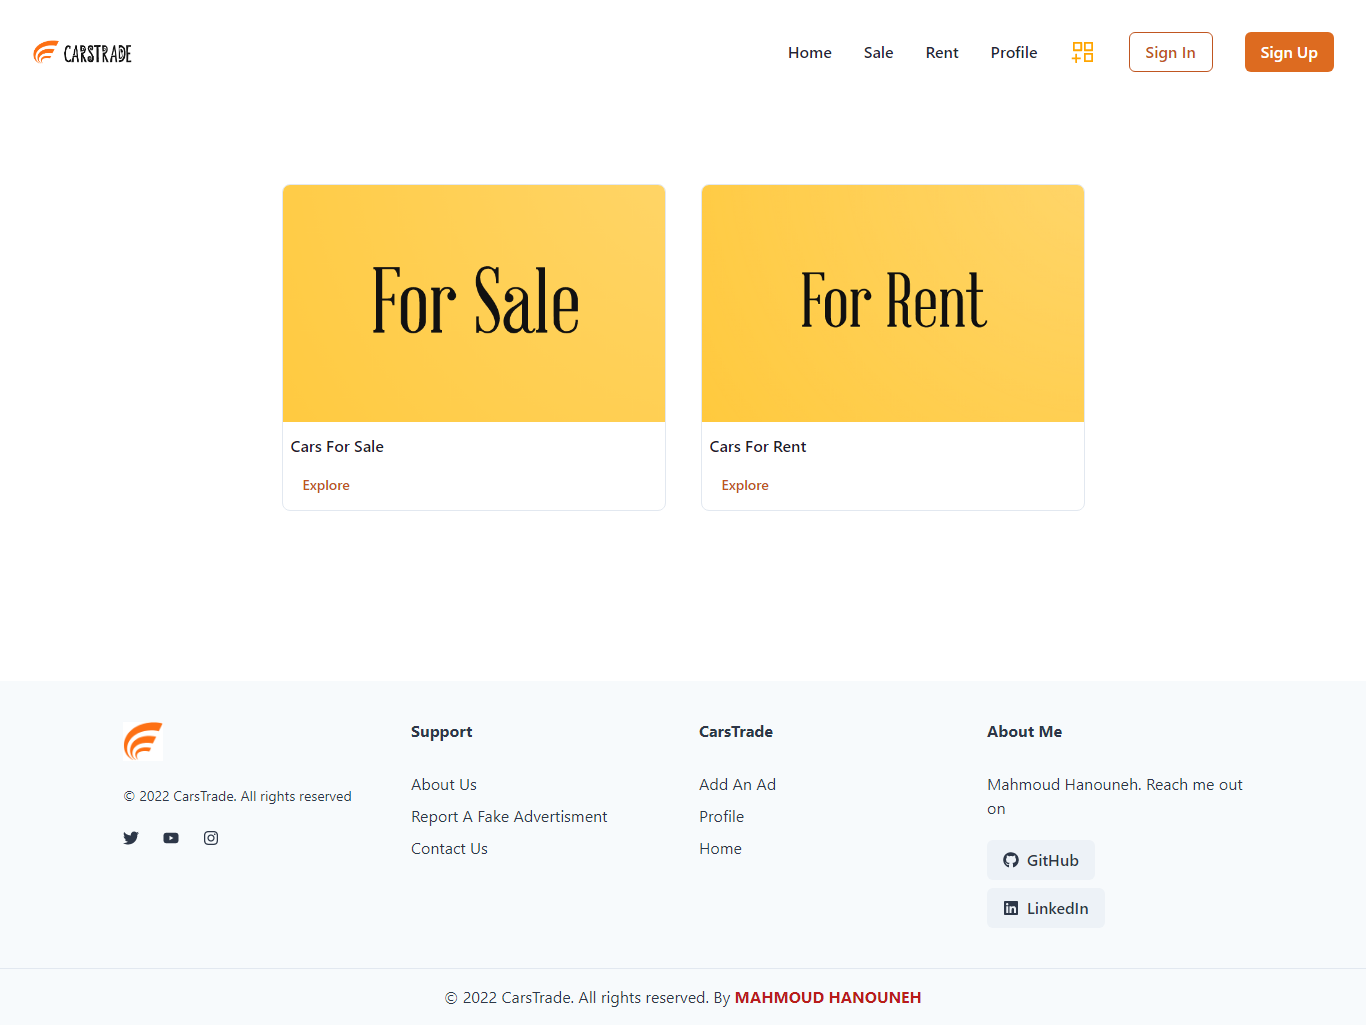 CARSTRADE
Home
Sale
Rent
Profile
Sign In
Sign Up
For Sale
For Rent
Cars For Sale
Explore
Cars For Rent
Explore
© 2022 CarsTrade. All rights reserved
Support
About Us
Report A Fake Advertisment
Contact Us
CarsTrade
Add An Ad
Profile
Home
About Me
Mahmoud Hanouneh. Reach me out
on
GitHub
LinkedIn
© 2022 CarsTrade. All rights reserved. By MAHMOUD HANOUNEH